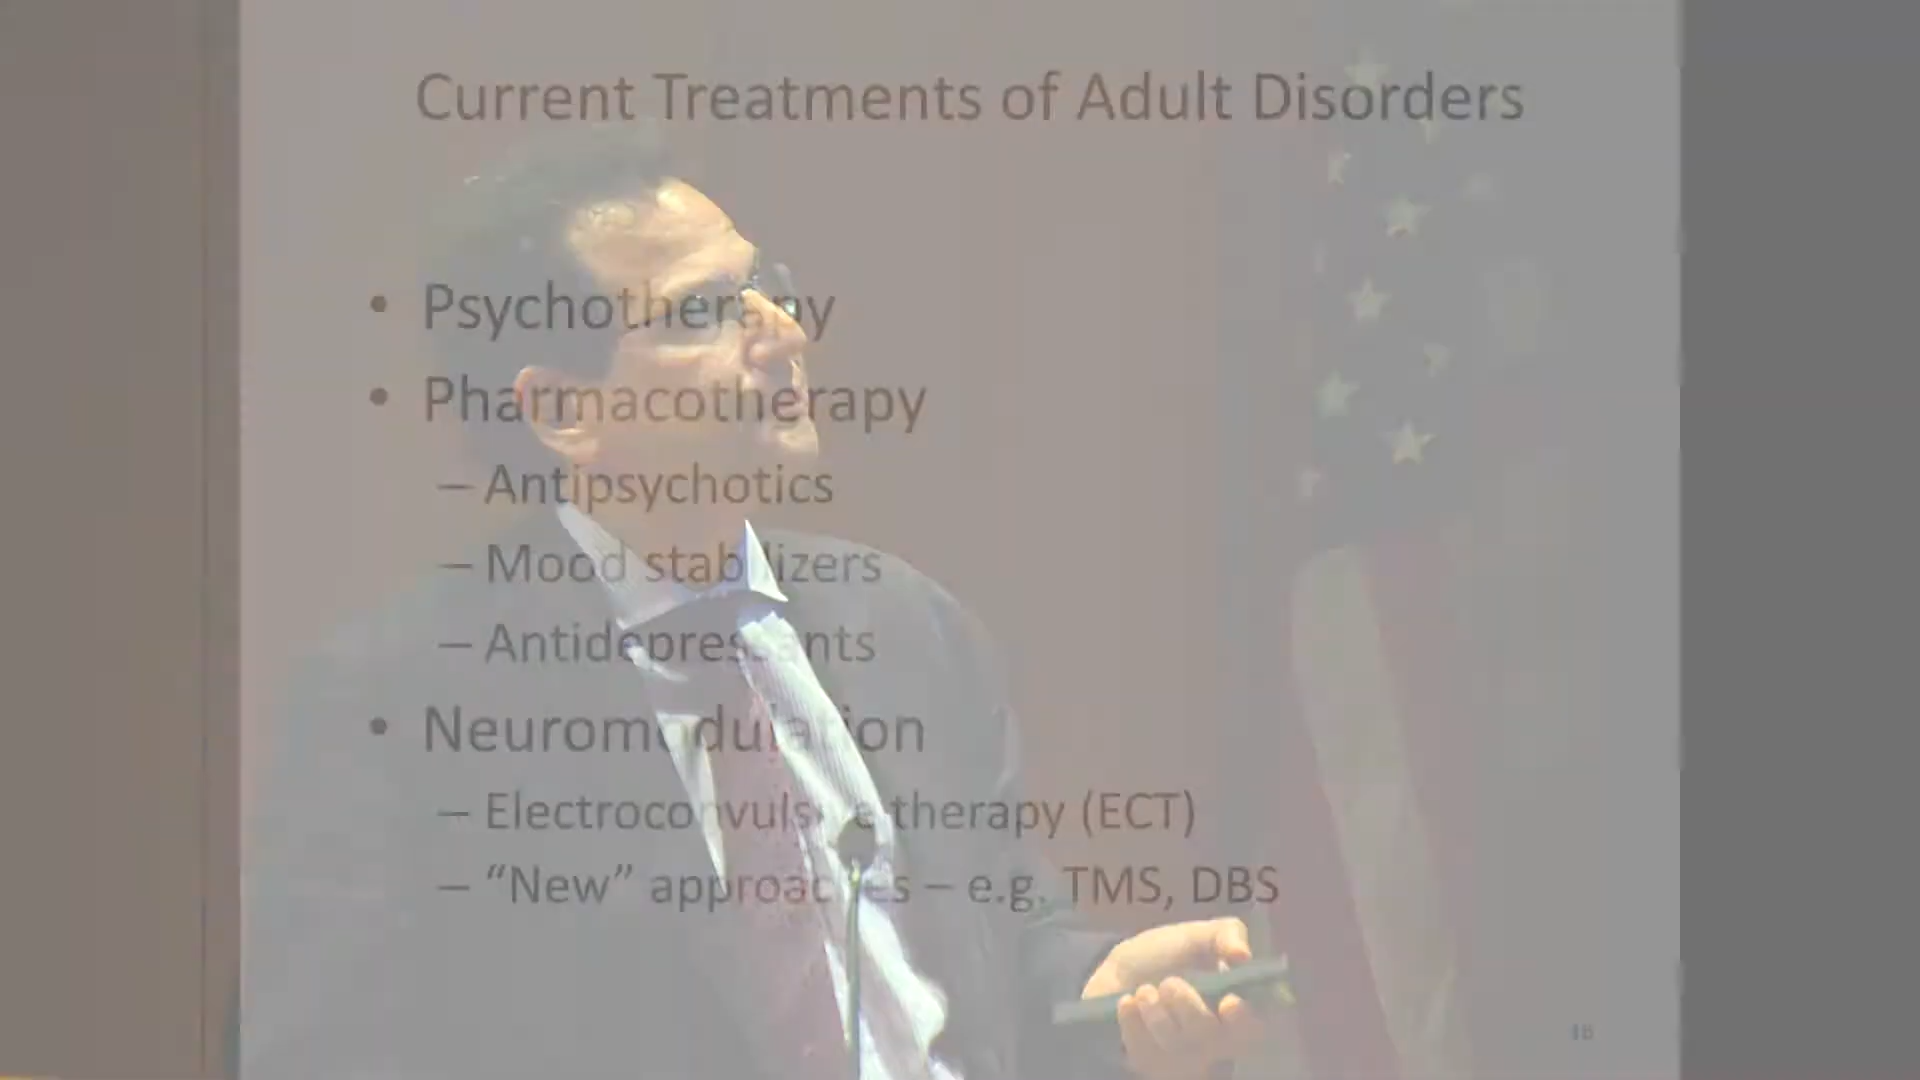 Current Treatments of Adult Disorders
• Psychotherapy
• Pharmacotherapy
– Antipsychotics
– Mood stabilizers
– Antidepressants
• Neuromodulation
– Electroconvulsive therapy (ECT)
– “New” approaches – e.g. TMS, DBS